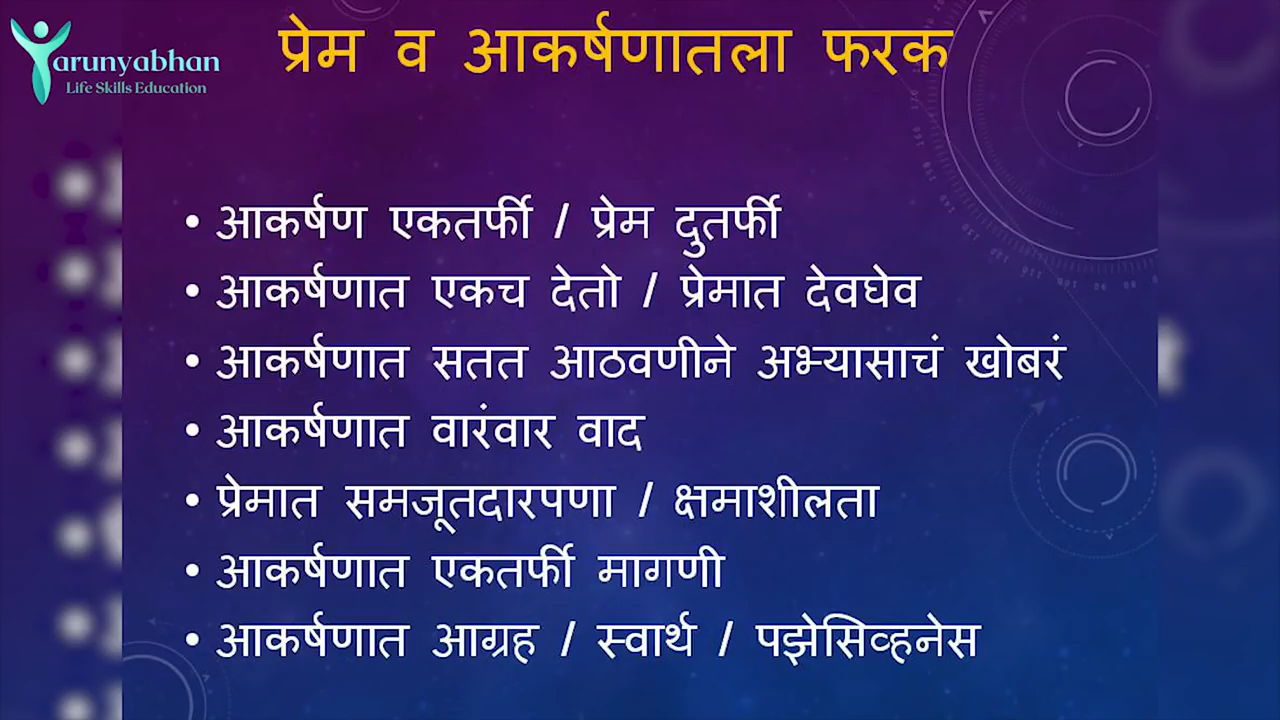 Tarunyabhan
Life Skills Education
प्रेम व आकर्षणातला फरक
• आकर्षण एकतर्फी / प्रेम दुतर्फी
• आकर्षणात एकच देतो / प्रेमात देवघेव
• आकर्षणात सतत आठवणीने अभ्यासाचं खोबरं
• आकर्षणात वारंवार वाद
• प्रेमात समजूतदारपणा / क्षमाशीलता
• आकर्षणात एकतर्फी मागणी
• आकर्षणात आग्रह / स्वार्थ / पझेसिव्हनेस